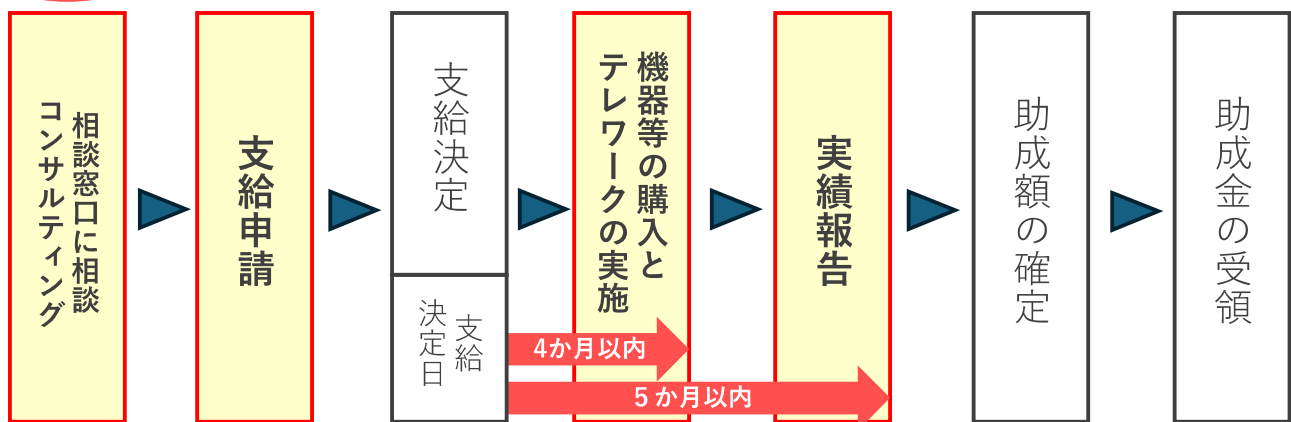 相談窓口に相談
コンサルティング
支給申請
支給決定
支給
決定日
機器等の購入と
テレワークの実施
実績報告
助成額の確定
助成金の受領
4か月以内
5か月以内